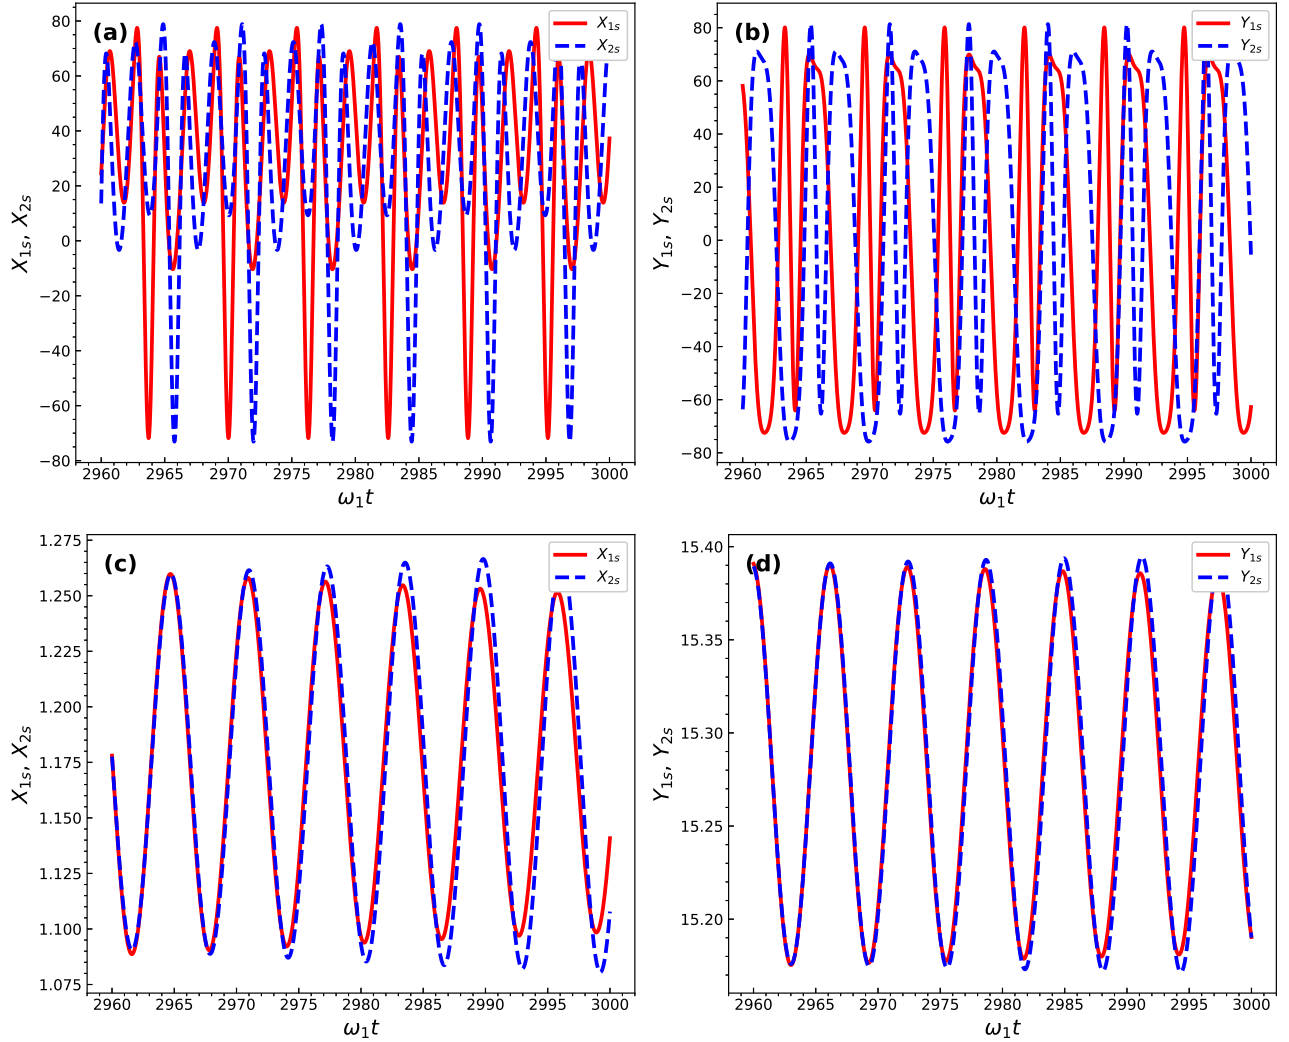 (a)
X1s
X2s
80
60
40
20
0
−20
−40
−60
−80
X1s, X2s
2960 2965 2970 2975 2980 2985 2990 2995 3000
ω1t
(b)
Y1s
Y2s
80
60
40
20
0
−20
−40
−60
−80
Y1s, Y2s
2960 2965 2970 2975 2980 2985 2990 2995 3000
ω1t
(c)
X1s
X2s
1.275
1.250
1.225
1.200
1.175
1.150
1.125
1.100
1.075
X1s, X2s
2960 2965 2970 2975 2980 2985 2990 2995 3000
ω1t
(d)
Y1s
Y2s
15.40
15.35
15.30
15.25
15.20
Y1s, Y2s
2960 2965 2970 2975 2980 2985 2990 2995 3000
ω1t